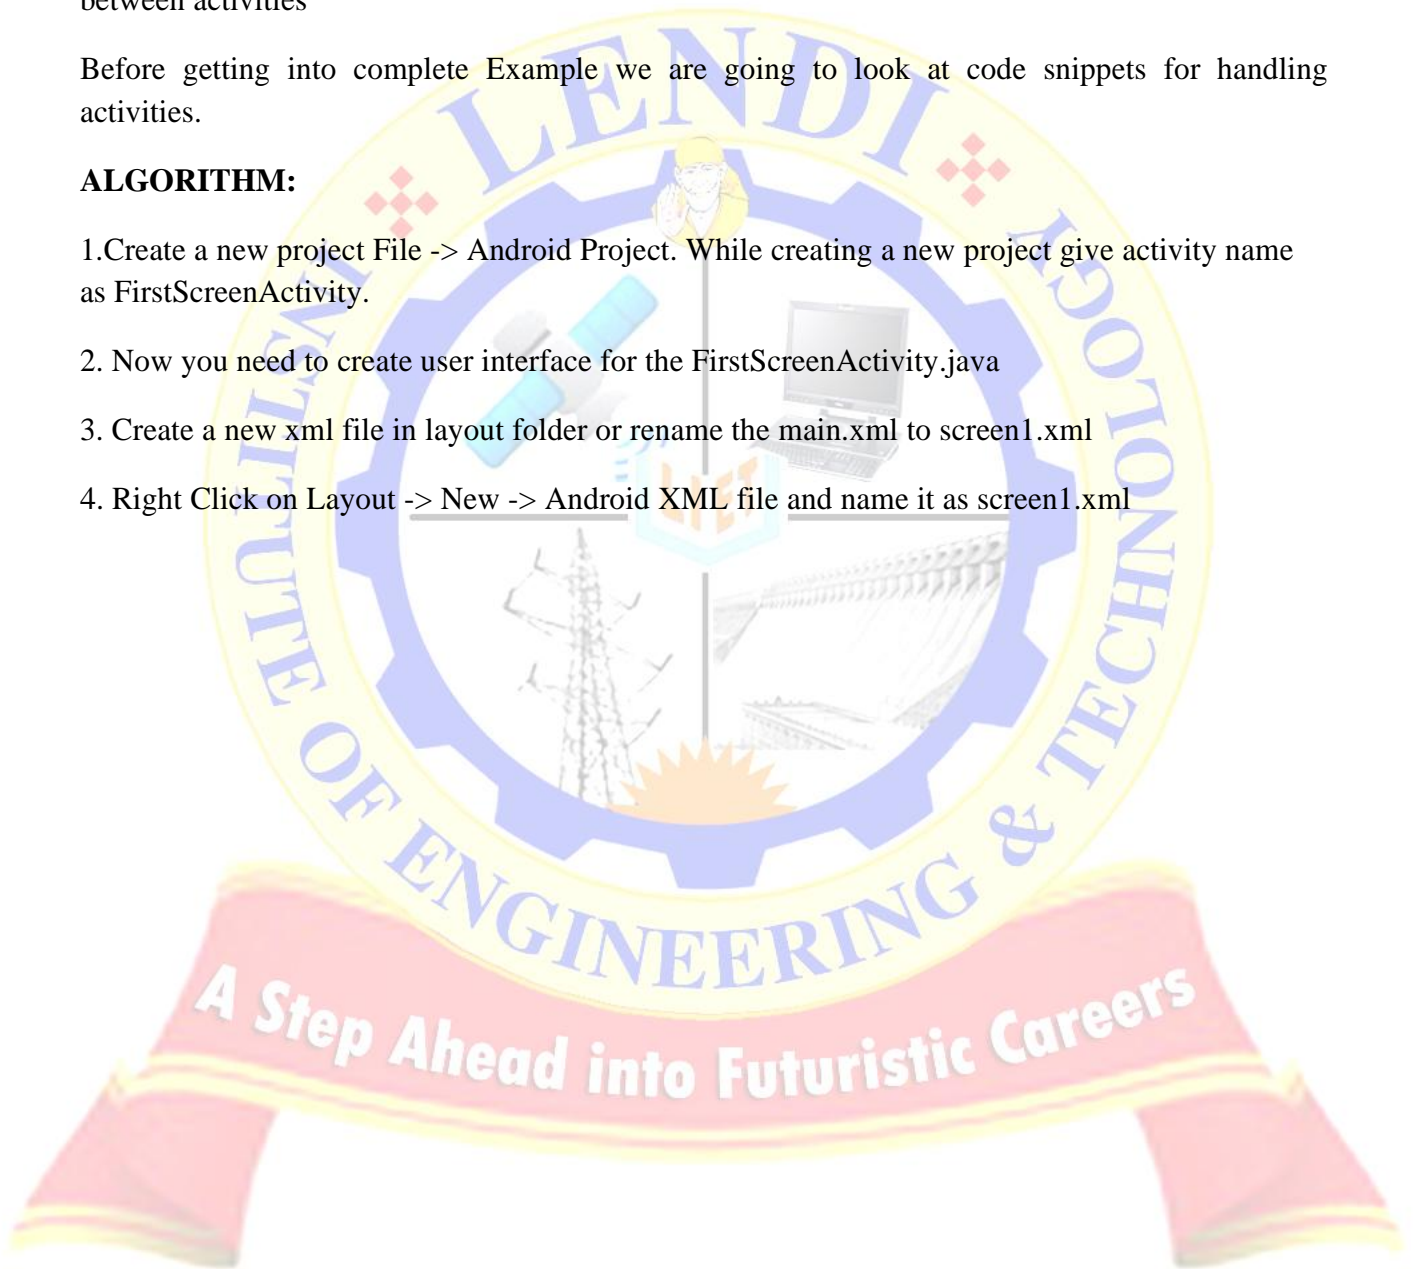 between activities
Before getting into complete Example we are going to look at code snippets for handling
activities.
ALGORITHM:
1.Create a new project File -> Android Project. While creating a new project give activity name
as FirstScreenActivity.
2. Now you need to create user interface for the FirstScreenActivity.java
3. Create a new xml file in layout folder or rename the main.xml to screen1.xml
4. Right Click on Layout -> New -> Android XML file and name it as screen1.xml
LENDI
INSTITUTE OF ENGINEERING & TECHNOLOGY
LIET
A Step Ahead into Futuristic Careers